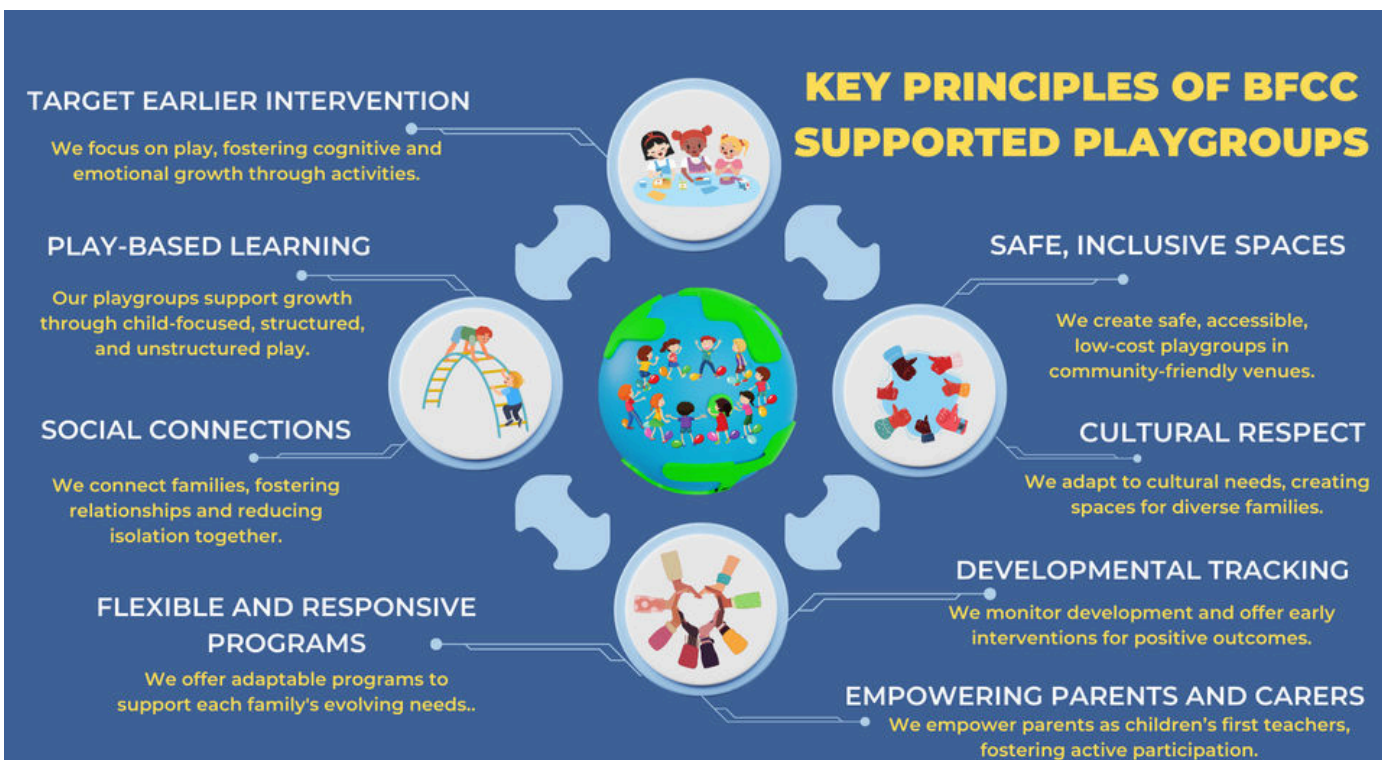 KEY PRINCIPLES OF BFCC
SUPPORTED PLAYGROUPS
TARGET EARLIER INTERVENTION
We focus on play, fostering cognitive and
emotional growth through activities.
PLAY-BASED LEARNING
Our playgroups support growth
through child-focused, structured,
and unstructured play.
SOCIAL CONNECTIONS
We connect families, fostering
relationships and reducing
isolation together.
FLEXIBLE AND RESPONSIVE
PROGRAMS
We offer adaptable programs to
support each family's evolving needs..
SAFE, INCLUSIVE SPACES
We create safe, accessible,
low-cost playgroups in
community-friendly venues.
CULTURAL RESPECT
We adapt to cultural needs, creating
spaces for diverse families.
DEVELOPMENTAL TRACKING
We monitor development and offer early
interventions for positive outcomes.
EMPOWERING PARENTS AND CARERS
We empower parents as children’s first teachers,
fostering active participation.